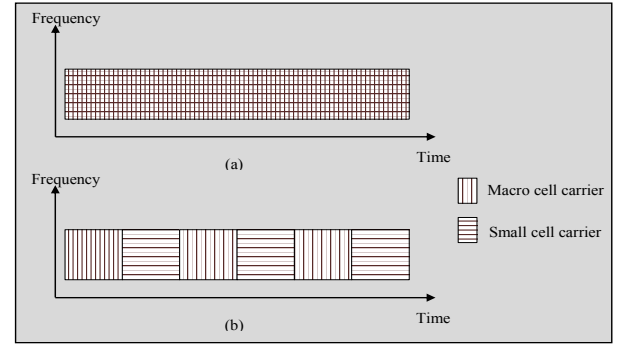 Frequency
Time
(a)
Frequency
Macro cell carrier
Small cell carrier
Time
(b)